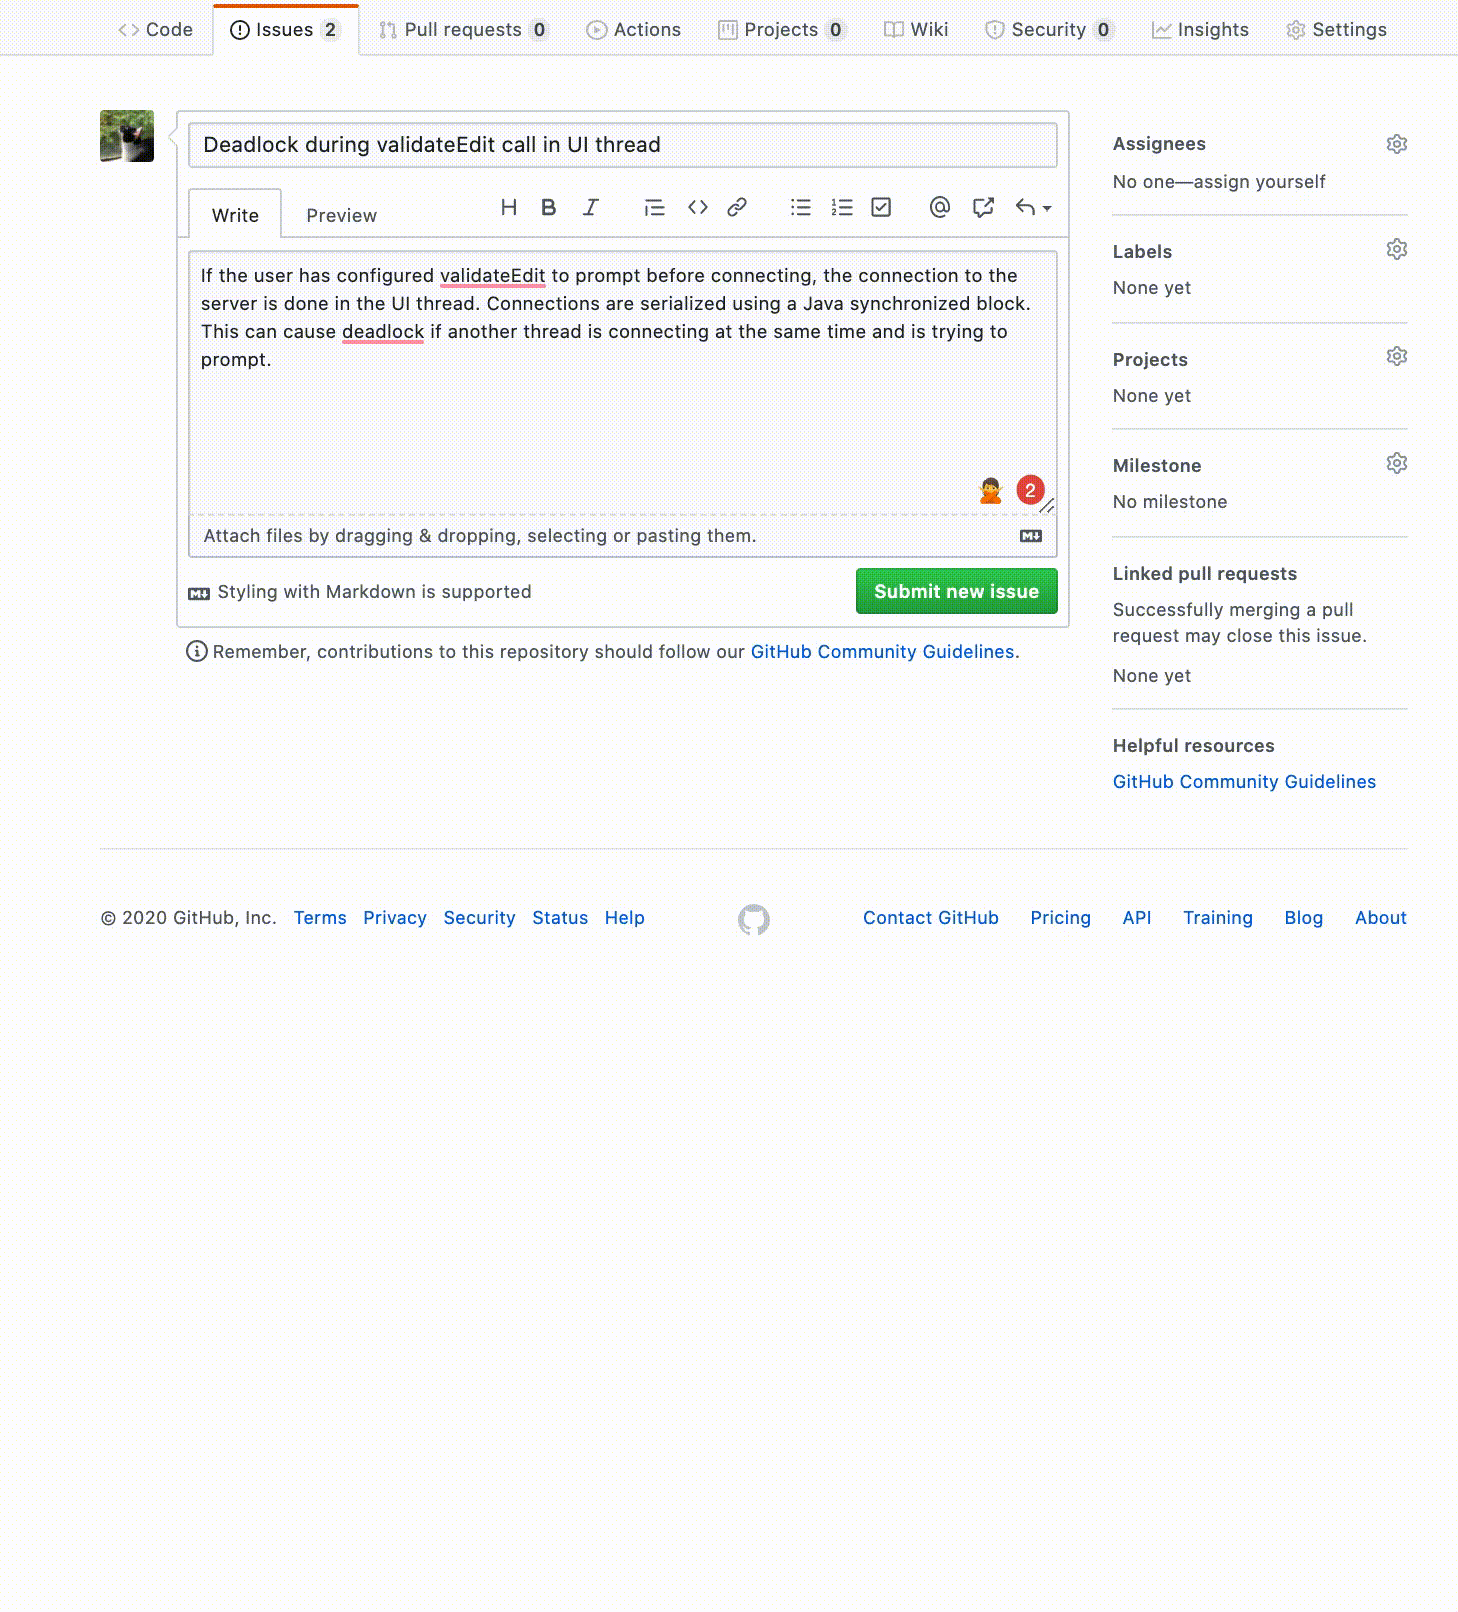 Code Issues 2 Pull requests 0 Actions Projects 0 Wiki Security 0 Insights Settings
Deadlock during validateEdit call in UI thread
Write Preview
If the user has configured validateEdit to prompt before connecting, the connection to the
server is done in the UI thread. Connections are serialized using a Java synchronized block.
This can cause deadlock if another thread is connecting at the same time and is trying to
prompt.
2
Attach files by dragging & dropping, selecting or pasting them.
Styling with Markdown is supported
Submit new issue
Remember, contributions to this repository should follow our GitHub Community Guidelines.
Assignees
No one—assign yourself
Labels
None yet
Projects
None yet
Milestone
No milestone
Linked pull requests
Successfully merging a pull
request may close this issue.
None yet
Helpful resources
GitHub Community Guidelines
© 2020 GitHub, Inc. Terms Privacy Security Status Help Contact GitHub Pricing API Training Blog About